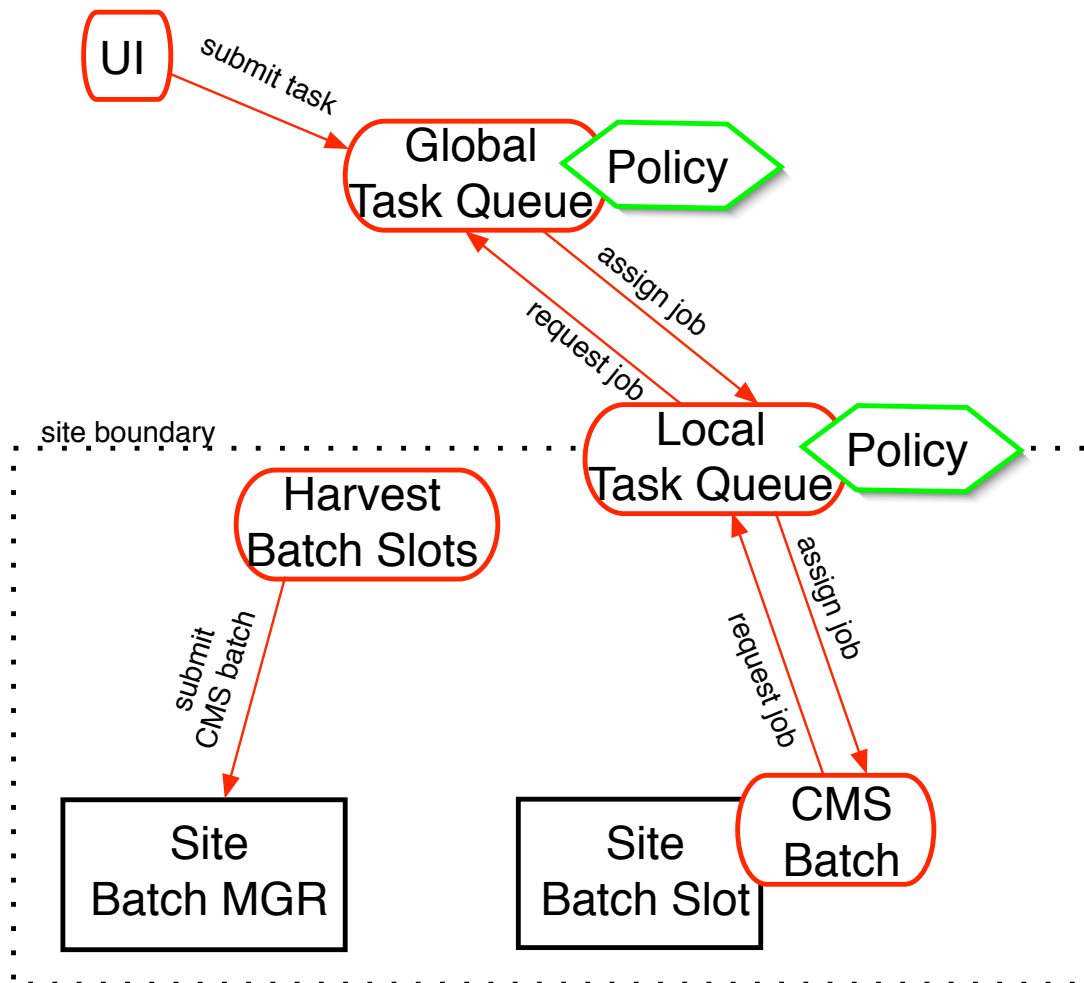 UI
submit task
Global
Task Queue
Policy
assign job
request job
site boundary
Local
Task Queue
Policy
Harvest
Batch Slots
assign job
request job
submit
CMS batch
Site
Batch MGR
Site
Batch Slot
CMS
Batch